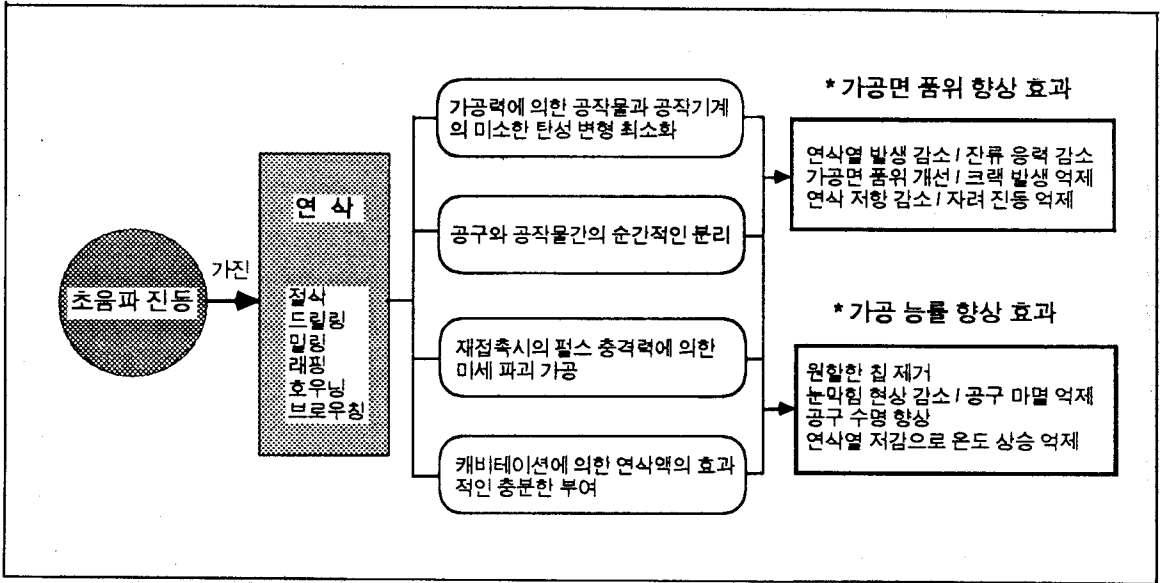 초음파 진동
가진
연 삭
절삭
드릴링
밀링
래핑
호우닝
브로우칭
가공력에 의한 공작물과 공작기계
의 미소한 탄성 변형 최소화
공구와 공작물간의 순간적인 분리
재접촉시의 펄스 충격력에 의한
미세 파괴 가공
캐비테이션에 의한 연삭액의 효과
적인 충분한 부여
* 가공면 품위 향상 효과
연삭열 발생 감소 / 잔류 응력 감소
가공면 품위 개선 / 크랙 발생 억제
연삭 저항 감소 / 자려 진동 억제
* 가공 능률 향상 효과
원할한 칩 제거
눈막힘 현상 감소 / 공구 마멸 억제
공구 수명 향상
연삭열 저감으로 온도 상승 억제